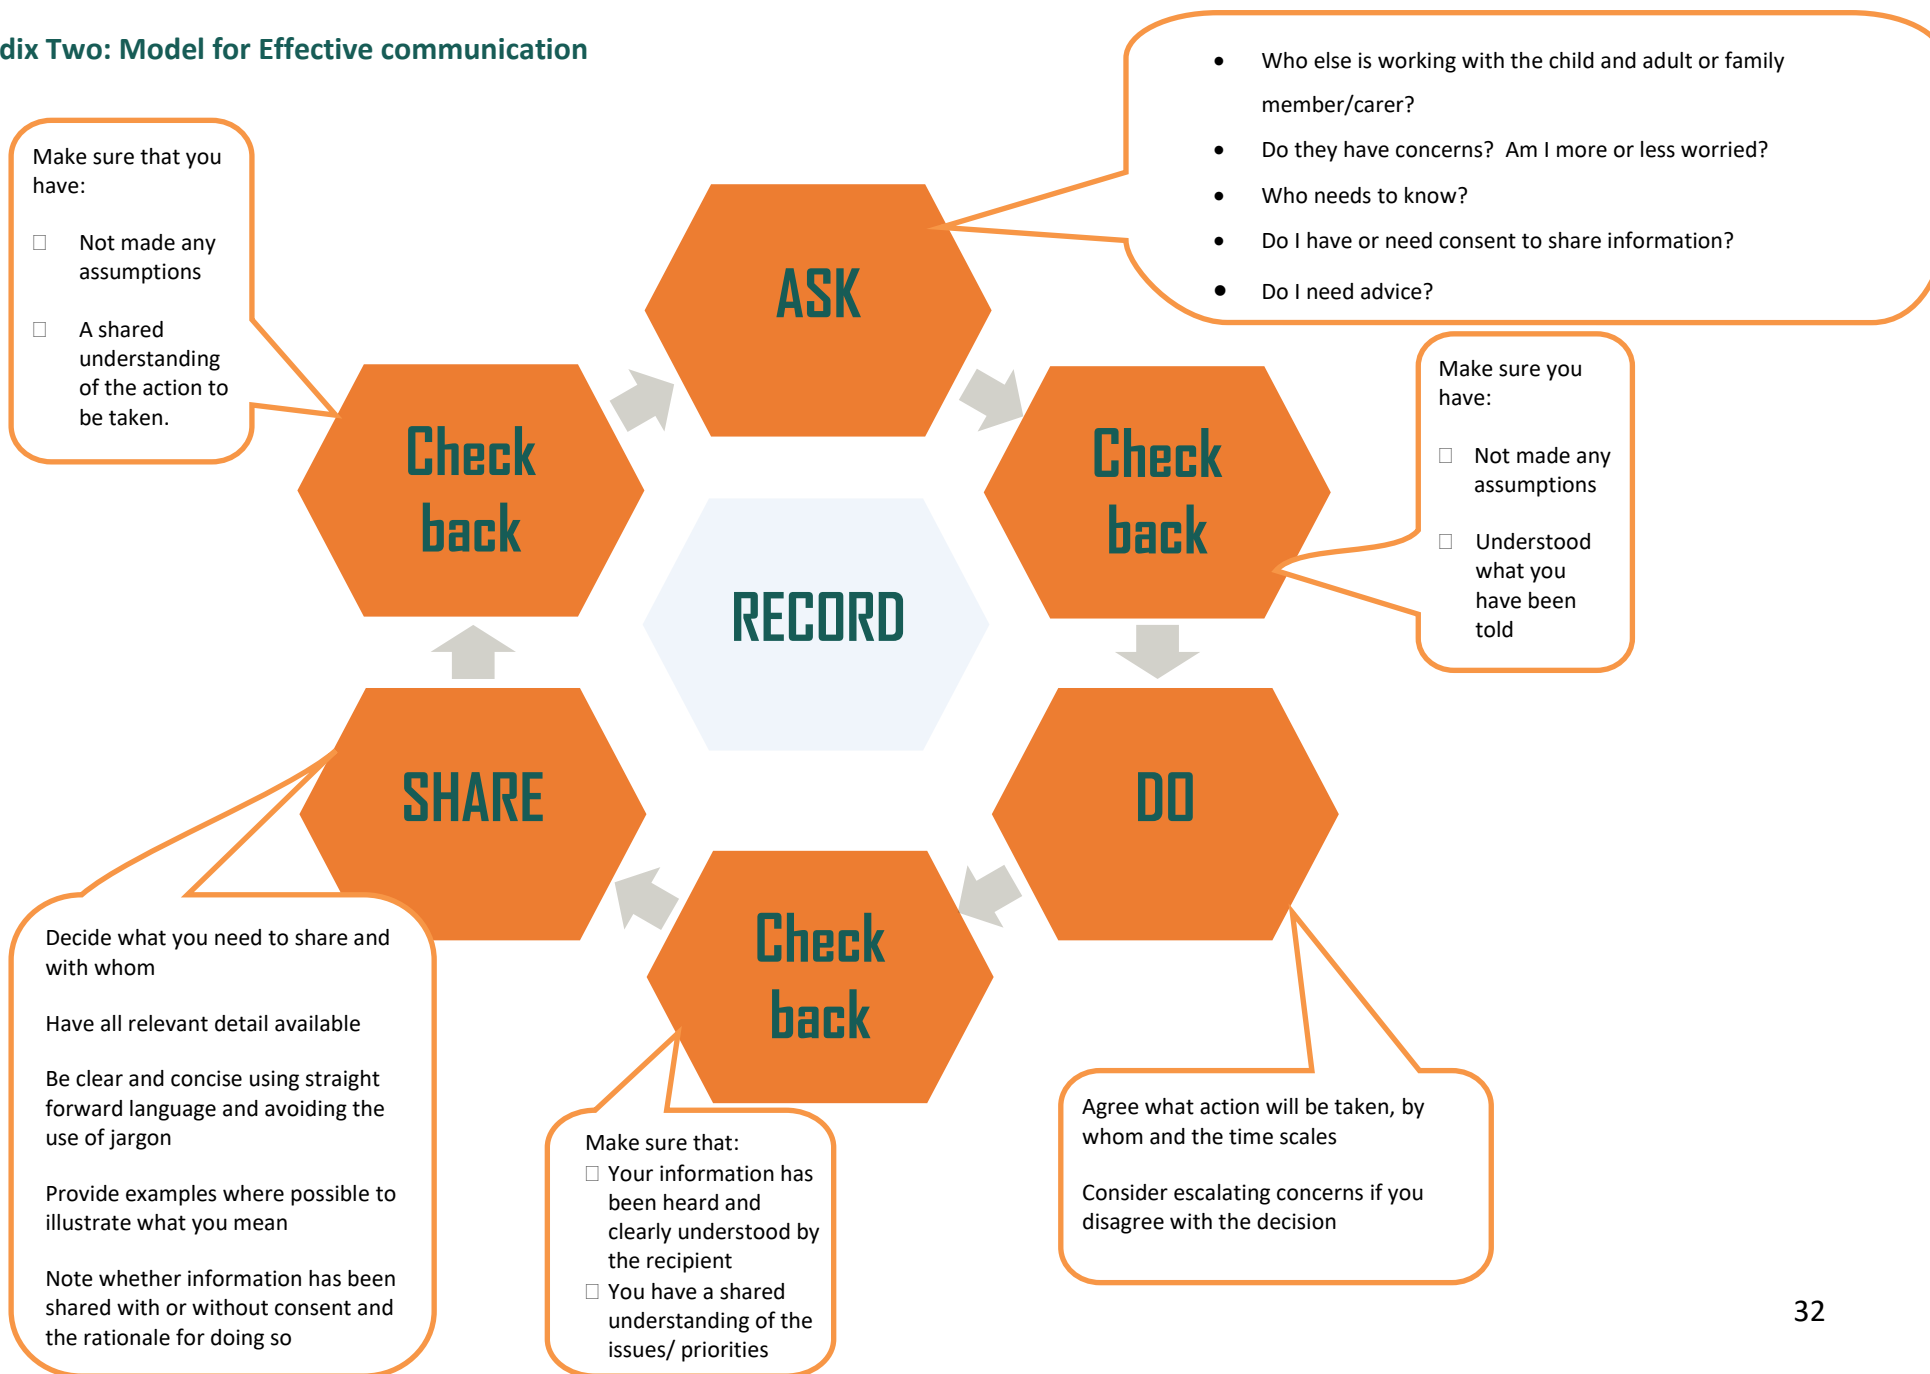 dix Two: Model for Effective communication
• Who else is working with the child and adult or family
member/carer?
• Do they have concerns?  Am I more or less worried?
• Who needs to know?
• Do I have or need consent to share information?
• Do I need advice?
Make sure that you
have:
☐ Not made any
assumptions
☐ A shared
understanding
of the action to
be taken.
ASK
Check
back
Check
back
Make sure you
have:
☐ Not made any
assumptions
☐ Understood
what you
have been
told
RECORD
SHARE
DO
Check
back
Decide what you need to share and
with whom
Have all relevant detail available
Be clear and concise using straight
forward language and avoiding the
use of jargon
Provide examples where possible to
illustrate what you mean
Note whether information has been
shared with or without consent and
the rationale for doing so
Make sure that:
☐ Your information has
been heard and
clearly understood by
the recipient
☐ You have a shared
understanding of the
issues/ priorities
Agree what action will be taken, by
whom and the time scales
Consider escalating concerns if you
disagree with the decision
32